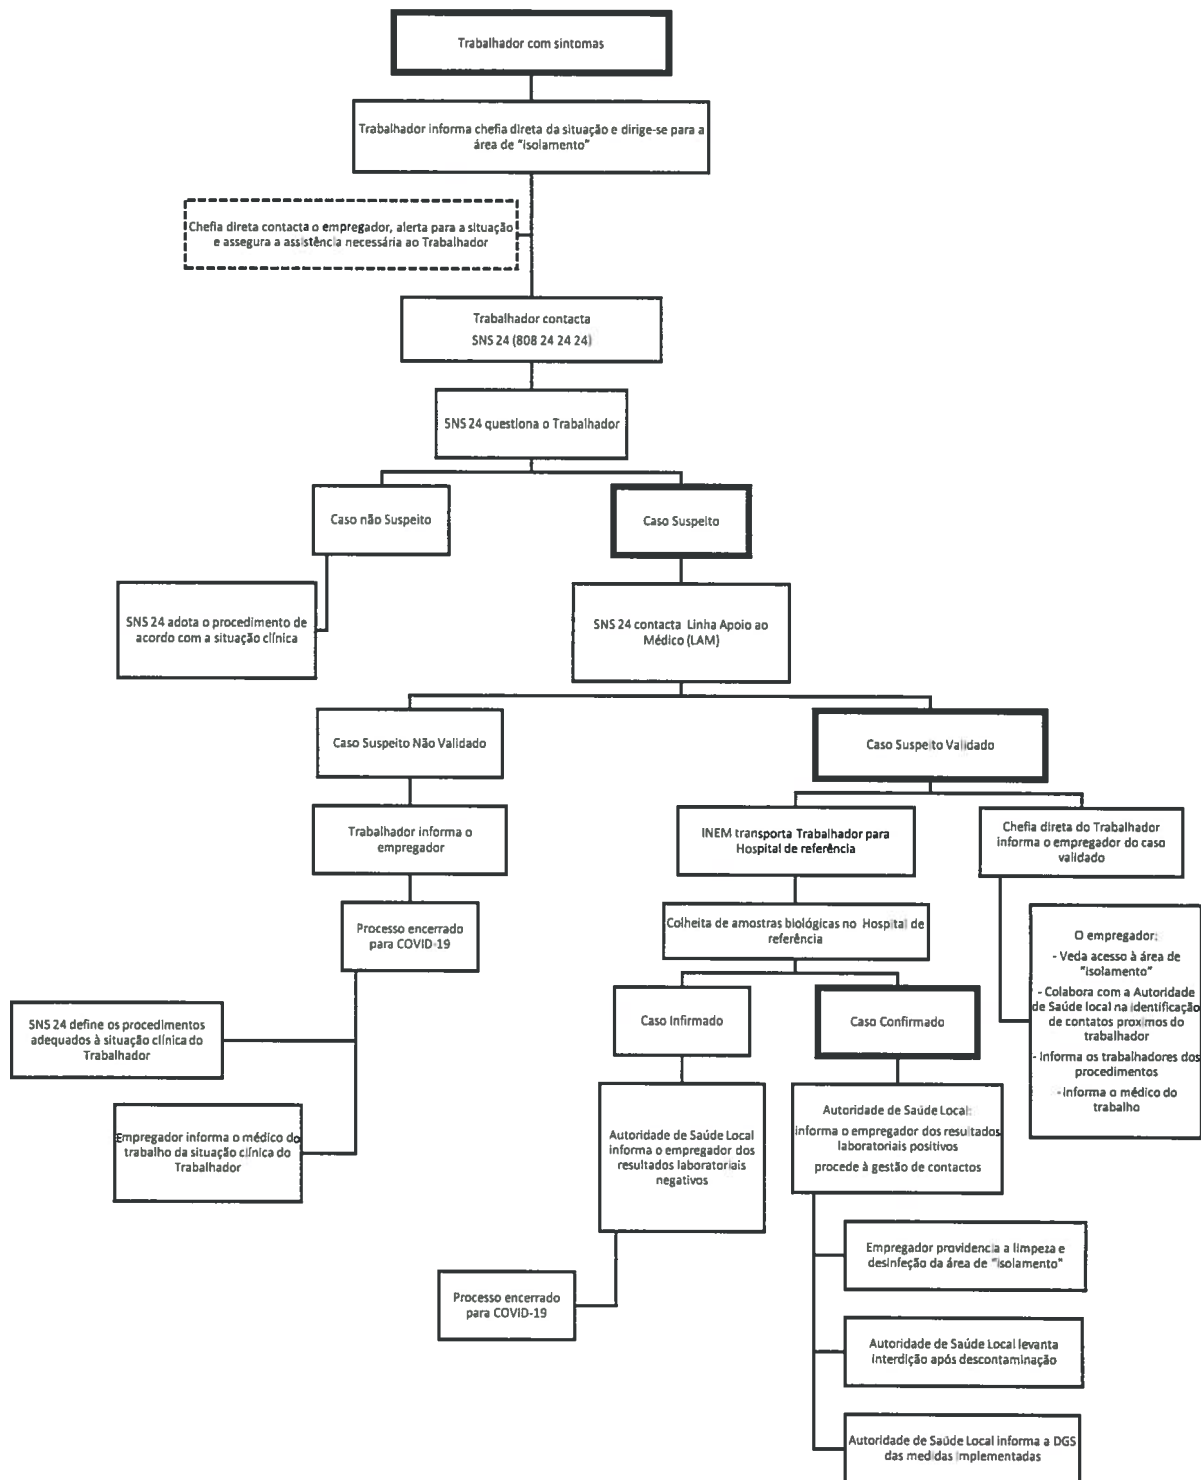 Trabalhador com sintomas
Trabalhador informa chefia direta da situação e dirige-se para a
área de "isolamento"
Chefia direta contacta o empregador, alerta para a situação
e assegura a assistência necessária ao Trabalhador
Trabalhador contacta
SNS 24 (808 24 24 24)
SNS 24 questiona o Trabalhador
Caso não Suspeito
Caso Suspeito
SNS 24 adota o procedimento de
acordo com a situação clínica
SNS 24 contacta Linha Apoio ao
Médico (LAM)
Caso Suspeito Não Validado
Caso Suspeito Validado
Trabalhador informa o
empregador
INEM transporta Trabalhador para
Hospital de referência
Chefia direta do Trabalhador
informa o empregador do caso
validado
Processo encerrado
para COVID-19
Colheita de amostras biológicas no Hospital de
referência
O empregador:
- Veda acesso à área de
"isolamento"
- Colabora com a Autoridade
de Saúde local na identificação
de contatos proximos do
trabalhador
- Informa os trabalhadores dos
procedimentos
- Informa o médico do
trabalho
SNS 24 define os procedimentos
adequados à situação clínica do
Trabalhador
Caso Infirmado
Caso Confirmado
Empregador informa o médico do
trabalho da situação clínica do
Trabalhador
Autoridade de Saúde Local
informa o empregador dos
resultados laboratoriais
negativos
Autoridade de Saúde Local:
informa o empregador dos resultados
laboratoriais positivos
procede à gestão de contactos
Processo encerrado
para COVID-19
Empregador providencia a limpeza e
desinfeção da área de "isolamento"
Autoridade de Saúde Local levanta
interdição após descontaminação
Autoridade de Saúde Local informa a DGS
das medidas implementadas